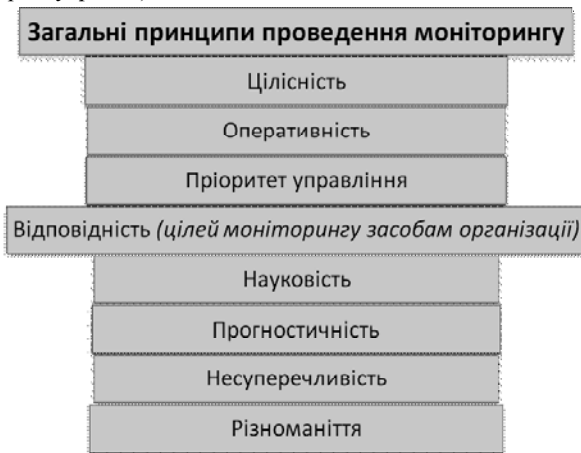 Загальні принципи проведення моніторингу
Цілісність
Оперативність
Пріоритет управління
Відповідність (цілей моніторингу засобам організації)
Науковість
Прогностичність
Несуперечливість
Різноманіття